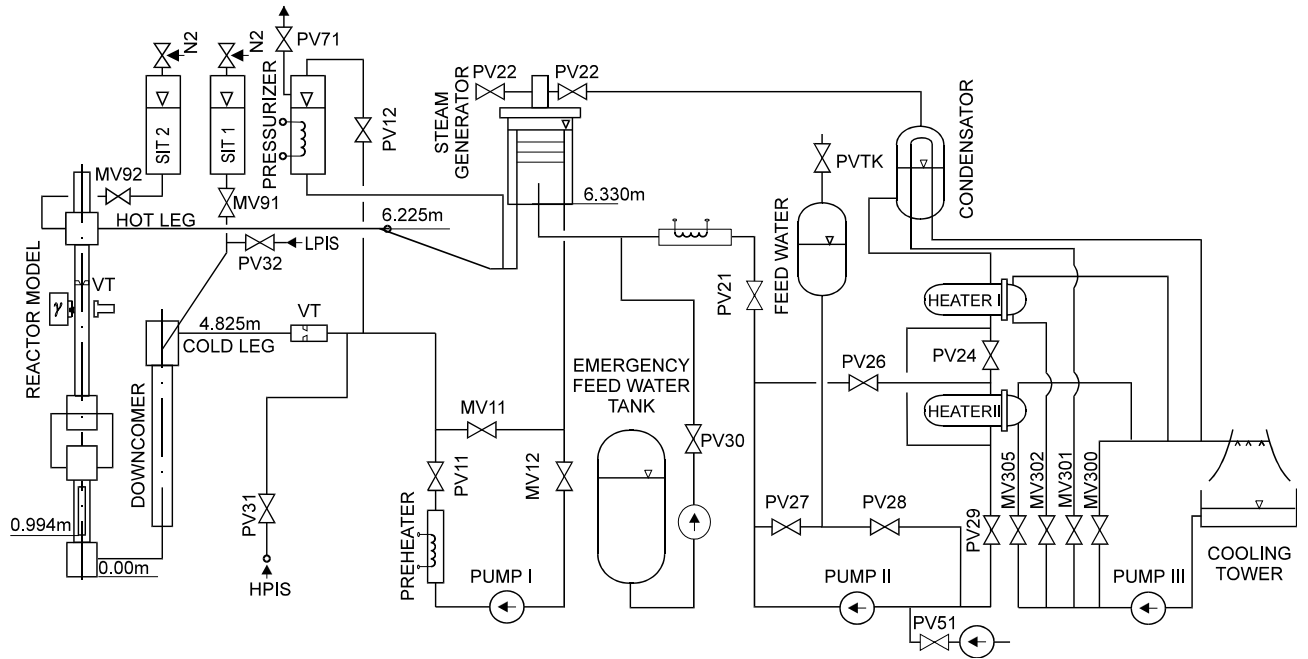 N2
N2
PV71
SIT 2
SIT 1
PRESSURIZER
PV12
STEAM
GENERATOR
PV22
PV22
CONDENSATOR
PVTK
MV92
MV91
6.330m
HOT LEG
6.225m
LPIS
PV32
REACTOR MODEL
VT
γ
PV21
FEED WATER
HEATER I
4.825m
VT
COLD LEG
PV24
PV26
EMERGENCY
FEED WATER
TANK
HEATER II
MV11
PV30
DOWNCOMER
PV11
MV12
PV31
PV27
PV28
PV29
MV305
MV302
MV301
MV300
0.994m
0.00m
HPIS
PREHEATER
PUMP I
PUMP II
PUMP III
COOLING
TOWER
PV51